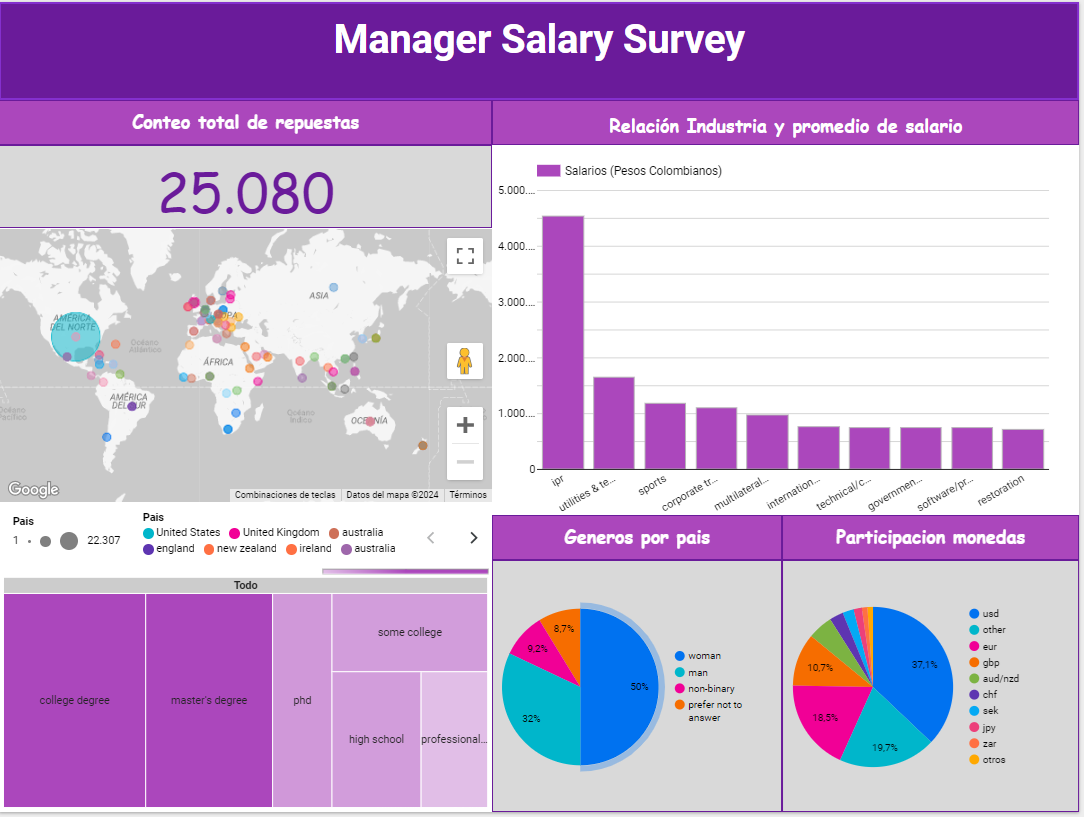 Manager Salary Survey
Conteo total de repuestas
Relación Industria y promedio de salario
25.080
Salarios (Pesos Colombianos)
5.000....
4.000....
3.000....
2.000....
1.000....
0
ipr
utilities & te...
sports
corporate tr...
multilateral...
internation...
technical/c...
governmen...
software/pr...
restoration
AMÉRICA
DEL NORTE
ASIA
Océano
Atlántico
ÁFRICA
AMÉRICA
DEL SUR
Océano
Pacífico
Océano
Índico
Google
Combinaciones de teclas
Datos del mapa ©2024
Términos
Pais
1
22.307
Pais
United States
United Kingdom
australia
england
new zealand
ireland
australia
Todo
college degree
master's degree
phd
some college
high school
professional...
Generos por pais
50%
32%
9,2%
8,7%
woman
man
non-binary
prefer not to
answer
Participacion monedas
37,1%
19,7%
18,5%
10,7%
usd
other
eur
gbp
aud/nzd
chf
sek
jpy
zar
otros